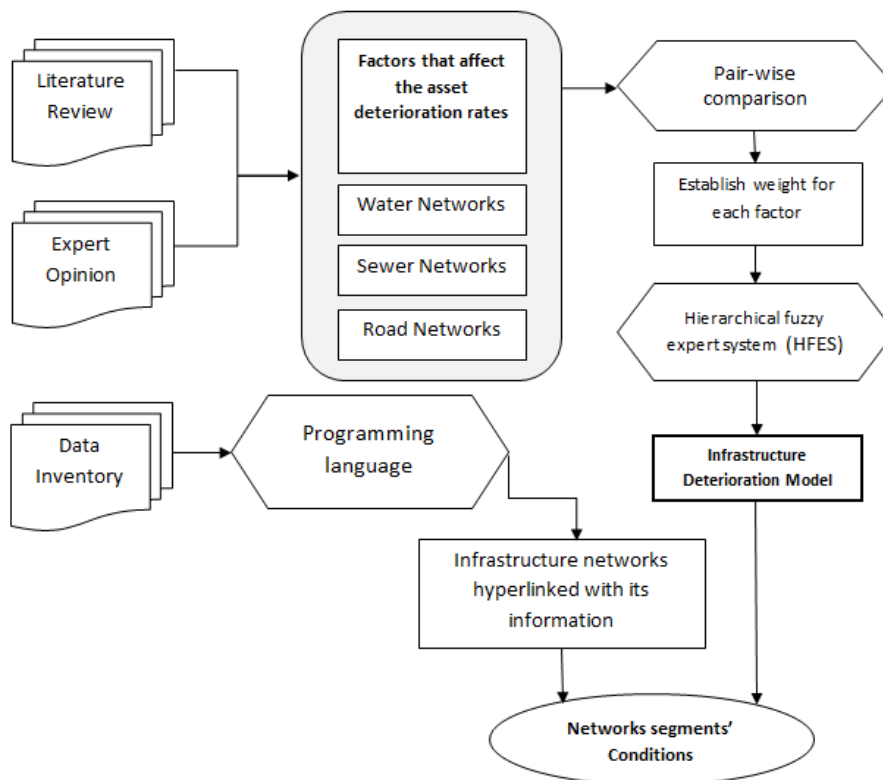 Literature
Review
Expert
Opinion
Factors that affect
the asset
deterioration rates
Water Networks
Sewer Networks
Road Networks
Pair-wise
comparison
Establish weight for
each factor
Hierarchical fuzzy
expert system (HFES)
Infrastructure
Deterioration Model
Data
Inventory
Programming
language
Infrastructure networks
hyperlinked with its
information
Networks segments’
Conditions